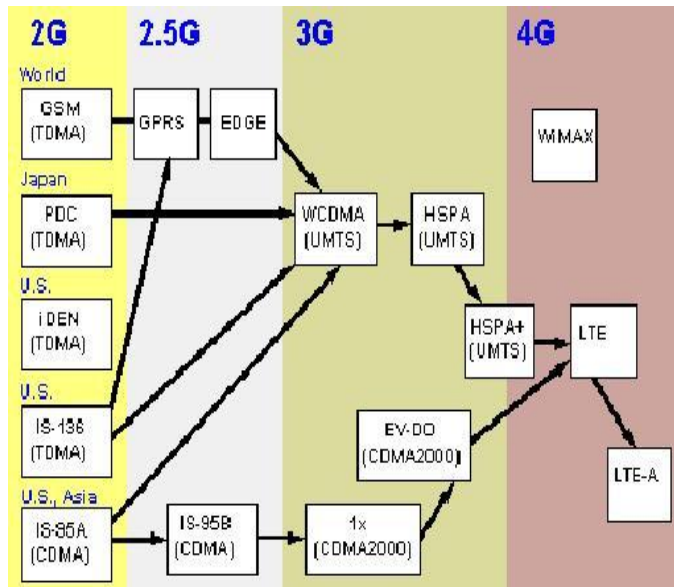 2G 2.5G 3G 4G
World
GSM
(TDMA)
GPRS
EDGE
WiMAX
Japan
PDC
(TDMA)
WCDMA
(UMTS)
HSPA
(UMTS)
U.S.
iDEN
(TDMA)
HSPA+
(UMTS)
LTE
U.S.
IS-136
(TDMA)
EV-DO
(CDMA2000)
LTE-A
U.S., Asia
IS-95A
(CDMA)
IS-95B
(CDMA)
1x
(CDMA2000)